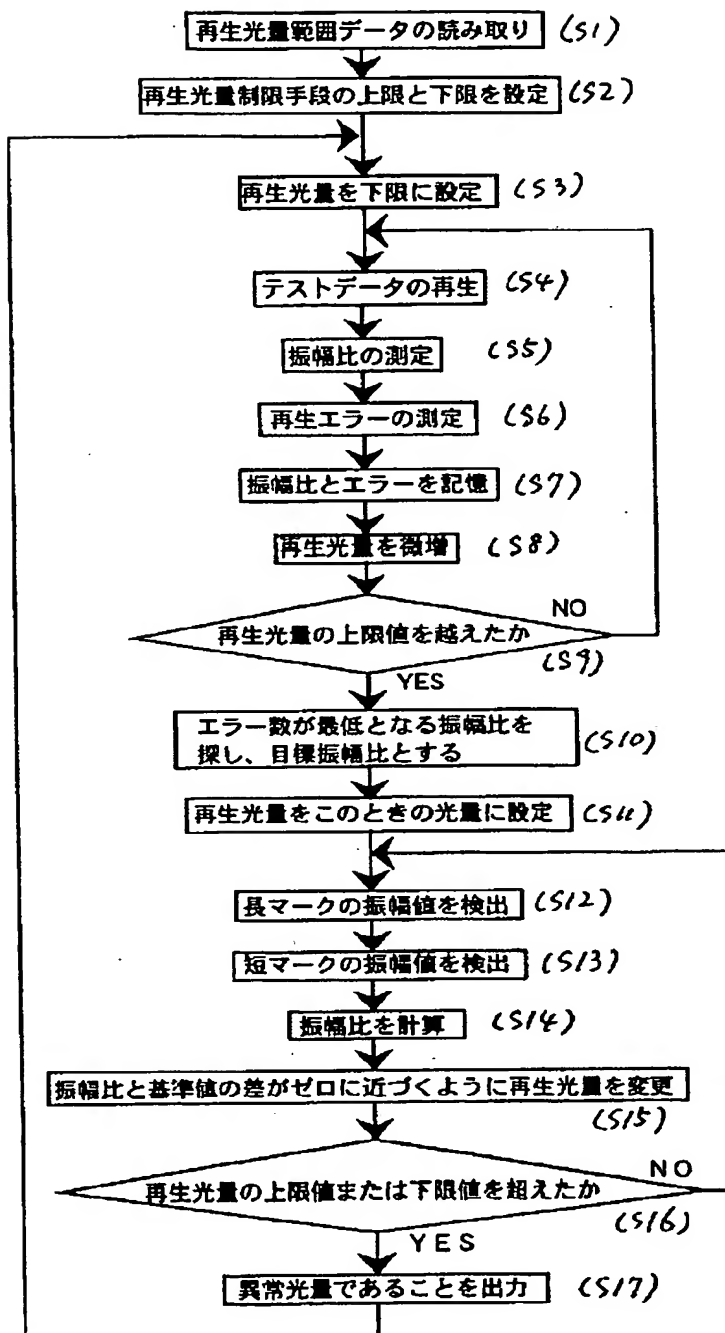 再生光量範囲データの読み取り (S1)
再生光量制限手段の上限と下限を設定 (S2)
再生光量を下限に設定 (S3)
テストデータの再生 (S4)
振幅比の測定 (S5)
再生エラーの測定 (S6)
振幅比とエラーを記憶 (S7)
再生光量を微増 (S8)
NO
再生光量の上限値を越えたか
(S9)
YES
エラー数が最低となる振幅比を
探し、目標振幅比とする (S10)
再生光量をこのときの光量に設定 (S11)
長マークの振幅値を検出 (S12)
短マークの振幅値を検出 (S13)
振幅比を計算 (S14)
振幅比と基準値の差がゼロに近づくように再生光量を変更
(S15)
NO
再生光量の上限値または下限値を超えたか
(S16)
YES
異常光量であることを出力 (S17)